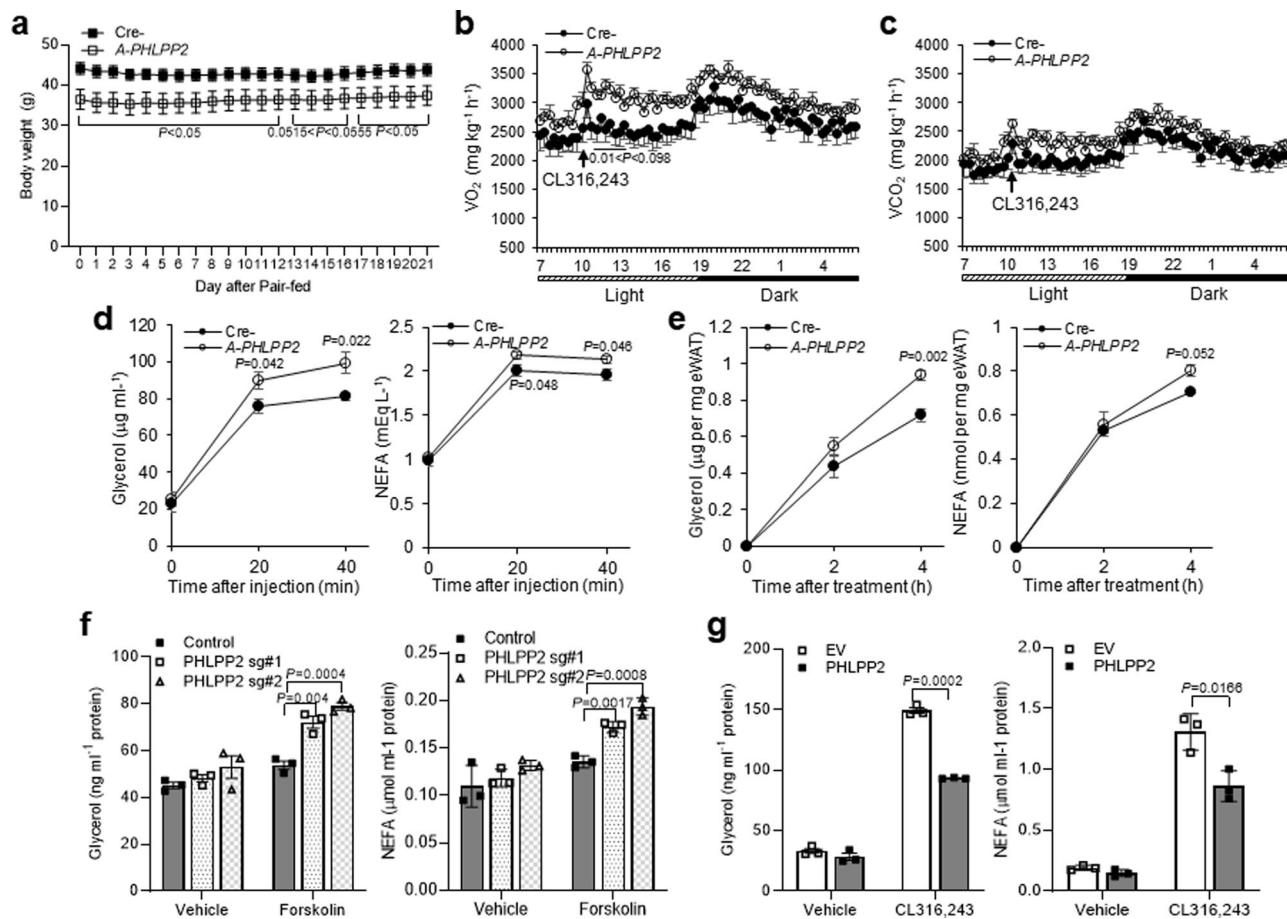 a
Cre-
A-PHLPP2
Body weight (g)
50
40
30
20
10
0
P<0.05
0.0515<P<0.0555
P<0.05
0 1 2 3 4 5 6 7 8 9 10 11 12 13 14 15 16 17 18 19 20 21
Day after Pair-fed
b
Cre-
A-PHLPP2
VO2 (mg kg-1 h-1)
4000
3500
3000
2500
2000
1500
1000
500
0.01<P<0.098
CL316,243
7 10 13 16 19 22 1 4
Light Dark
c
Cre-
A-PHLPP2
VCO2 (mg kg-1 h-1)
4000
3500
3000
2500
2000
1500
1000
500
CL316,243
7 10 13 16 19 22 1 4
Light Dark
d
Cre-
A-PHLPP2
Glycerol (µg ml-1)
120
100
80
60
40
20
0
P=0.042
P=0.022
0 20 40
Time after injection (min)
Cre-
A-PHLPP2
NEFA (mEq L-1)
2.5
2
1.5
1
0.5
0
P=0.046
P=0.048
0 20 40
Time after injection (min)
e
Cre-
A-PHLPP2
Glycerol (µg per mg eWAT)
1.2
1
0.8
0.6
0.4
0.2
0
P=0.002
0 2 4
Time after treatment (h)
Cre-
A-PHLPP2
NEFA (nmol per mg eWAT)
1
0.8
0.6
0.4
0.2
0
P=0.052
0 2 4
Time after treatment (h)
f
Control
PHLPP2 sg#1
PHLPP2 sg#2
Glycerol (ng ml-1 protein)
100
80
60
40
20
0
P=0.0004
P=0.004
Vehicle Forskolin
Control
PHLPP2 sg#1
PHLPP2 sg#2
NEFA (µmol ml-1 protein)
0.25
0.20
0.15
0.10
0.05
0.00
P=0.0008
P=0.0017
Vehicle Forskolin
g
EV
PHLPP2
Glycerol (ng ml-1 protein)
200
150
100
50
0
P=0.0002
Vehicle CL316,243
EV
PHLPP2
NEFA (µmol ml-1 protein)
2.0
1.5
1.0
0.5
0.0
P=0.0166
Vehicle CL316,243